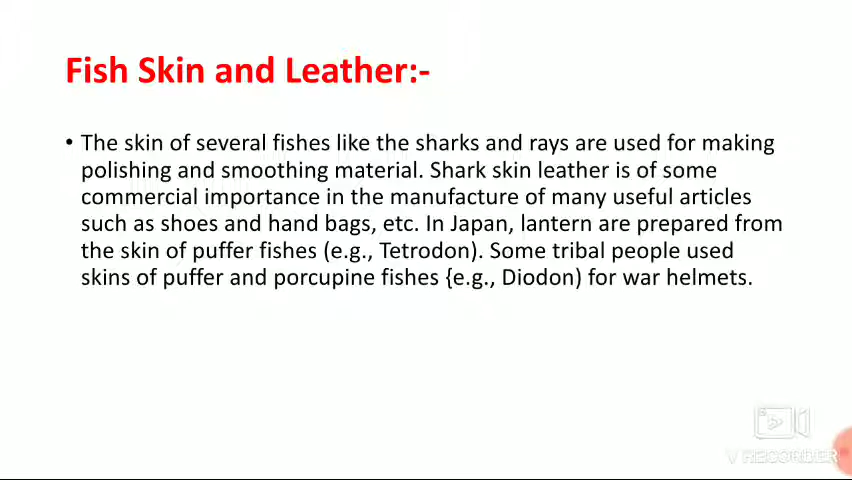 Fish Skin and Leather:-
• The skin of several fishes like the sharks and rays are used for making
polishing and smoothing material. Shark skin leather is of some
commercial importance in the manufacture of many useful articles
such as shoes and hand bags, etc. In Japan, lantern are prepared from
the skin of puffer fishes (e.g., Tetrodon). Some tribal people used
skins of puffer and porcupine fishes {e.g., Diodon) for war helmets.
V RECORDER